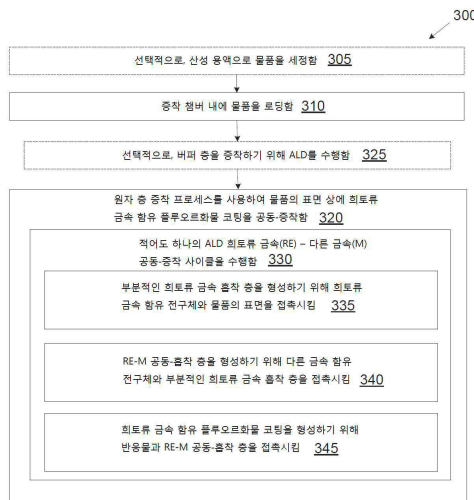 300
선택적으로, 산성 용액으로 물품을 세정함 305
증착 챔버 내에 물품을 로딩함 310
선택적으로, 버퍼 층을 증착하기 위해 ALD를 수행함 325
원자 층 증착 프로세스를 사용하여 물품의 표면 상에 희토류
금속 함유 플루오르화물 코팅을 공동-증착함 320
적어도 하나의 ALD 희토류 금속(RE) – 다른 금속(M)
공동-증착 사이클을 수행함 330
부분적인 희토류 금속 흡착 층을 형성하기 위해 희토류
금속 함유 전구체와 물품의 표면을 접촉시킴 335
RE-M 공동-흡착 층을 형성하기 위해 다른 금속 함유
전구체와 부분적인 희토류 금속 흡착 층을 접촉시킴 340
희토류 금속 함유 플루오르화물 코팅을 형성하기 위해
반응물과 RE-M 공동-흡착 층을 접촉시킴 345